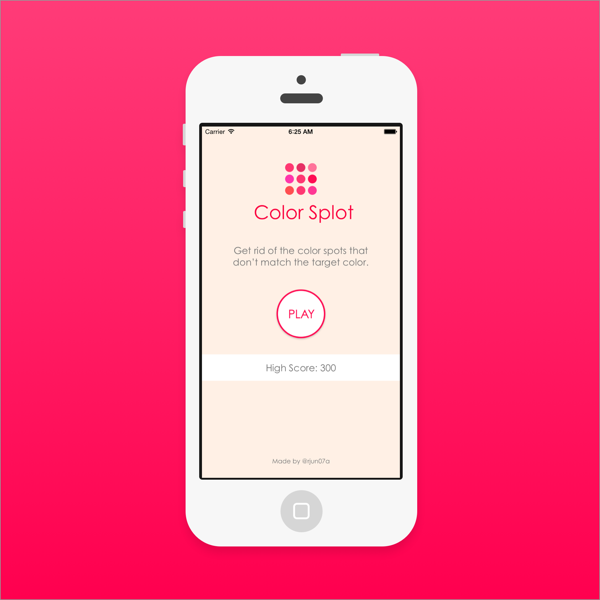 Carrier 6:25 AM
Color Splot
Get rid of the color spots that
don't match the target color.
PLAY
High Score: 300
Made by @rjun07a